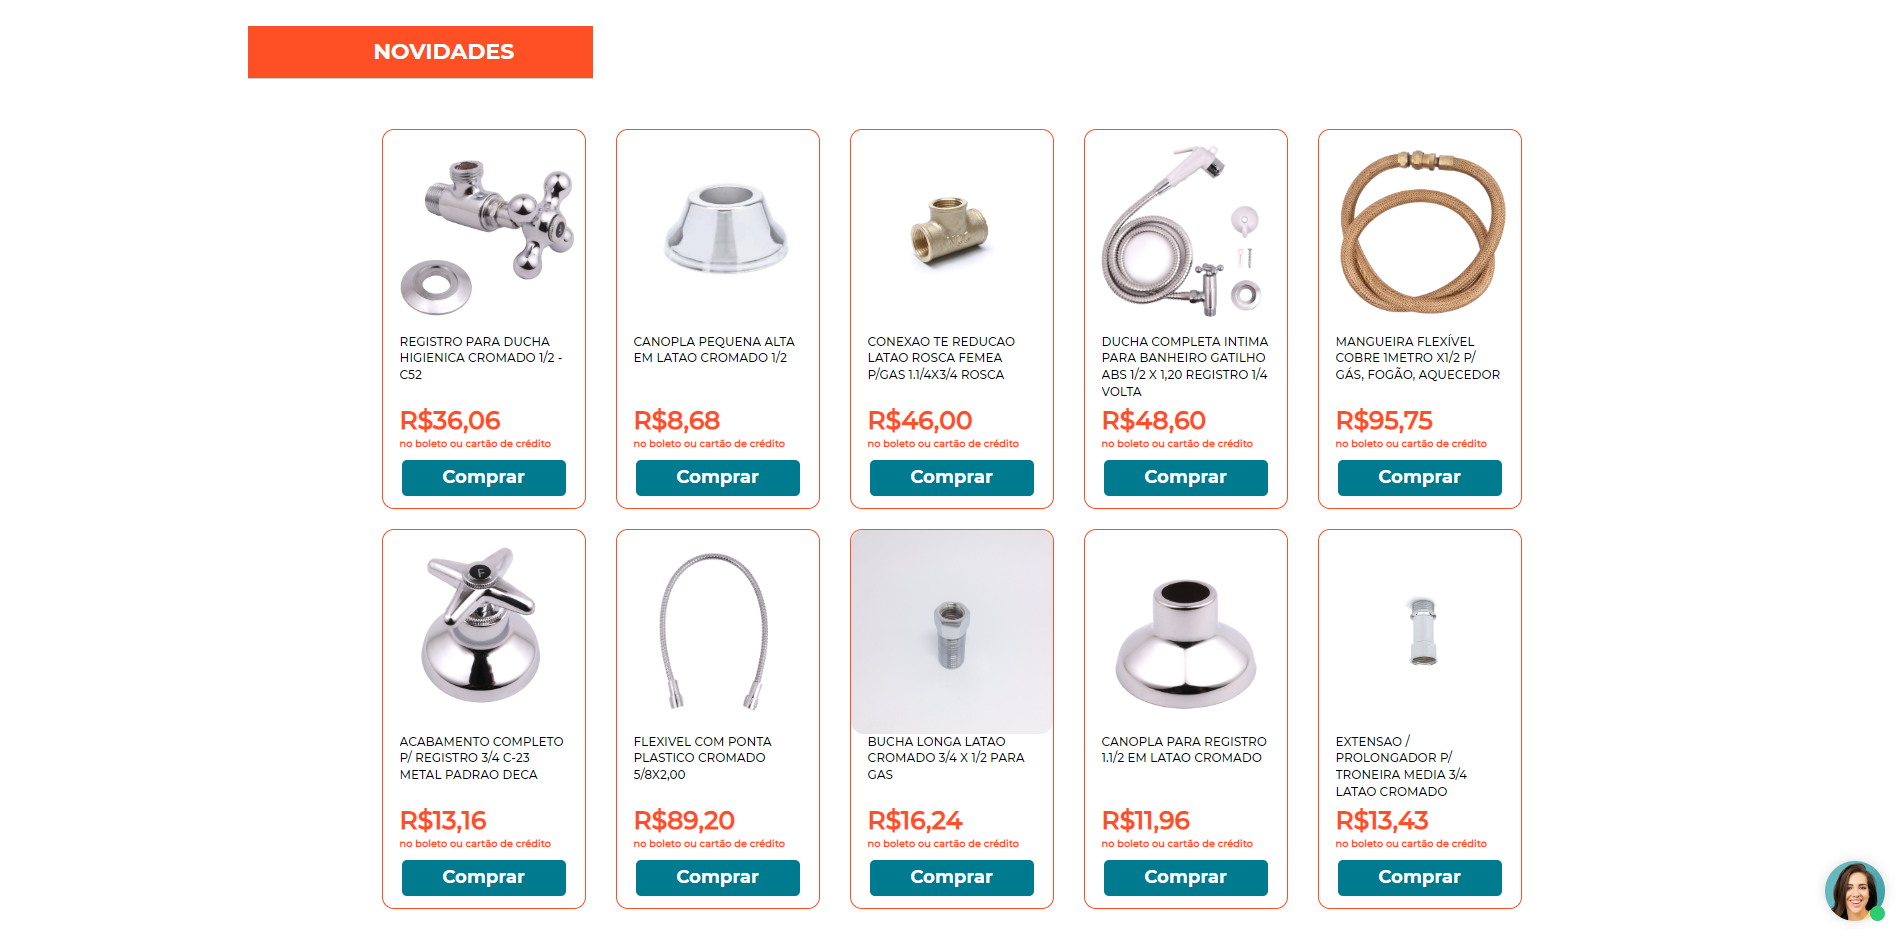 NOVIDADES
REGISTRO PARA DUCHA
HIGIENICA CROMADO 1/2 -
C52
R$36,06
no boleto ou cartão de crédito
Comprar
CANOPLA PEQUENA ALTA
EM LATAO CROMADO 1/2
R$8,68
no boleto ou cartão de crédito
Comprar
CONEXAO TE REDUCAO
LATAO ROSCA FEMEA
P/GAS 1.1/4X3/4 ROSCA
R$46,00
no boleto ou cartão de crédito
Comprar
DUCHA COMPLETA INTIMA
PARA BANHEIRO GATILHO
ABS 1/2 X 1,20 REGISTRO 1/4
VOLTA
R$48,60
no boleto ou cartão de crédito
Comprar
MANGUEIRA FLEXÍVEL
COBRE 1METRO X1/2 P/
GÁS, FOGÃO, AQUECEDOR
R$95,75
no boleto ou cartão de crédito
Comprar
F
ACABAMENTO COMPLETO
P/ REGISTRO 3/4 C-23
METAL PADRAO DECA
R$13,16
no boleto ou cartão de crédito
Comprar
FLEXIVEL COM PONTA
PLASTICO CROMADO
5/8X2,00
R$89,20
no boleto ou cartão de crédito
Comprar
BUCHA LONGA LATAO
CROMADO 3/4 X 1/2 PARA
GAS
R$16,24
no boleto ou cartão de crédito
Comprar
CANOPLA PARA REGISTRO
1.1/2 EM LATAO CROMADO
R$11,96
no boleto ou cartão de crédito
Comprar
EXTENSAO /
PROLONGADOR P/
TRONEIRA MEDIA 3/4
LATAO CROMADO
R$13,43
no boleto ou cartão de crédito
Comprar